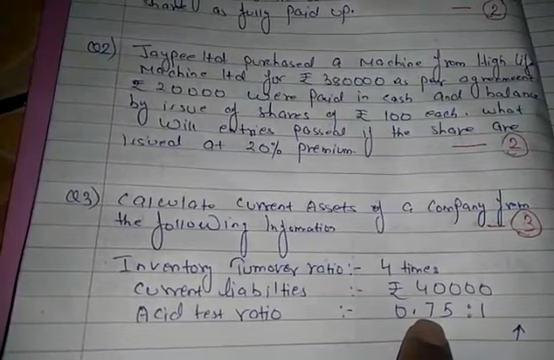 share) as fully paid up. — (2)
Q2) Jaypee ltd purchased a Machine from High life
Machine ltd for ₹ 380000 as per agreement
₹ 20000 were paid in cash and balance
by issue of shares of ₹ 100 each, what
will entries passed if the share are
Issued at 20% premium. — (2)
Q3) Calculate Current Assets of a Company from
the following Information (3)
Inventory Turnover ratio:- 4 times
Current liabilties :- ₹ 40000
Acid test ratio :- 0.75:1